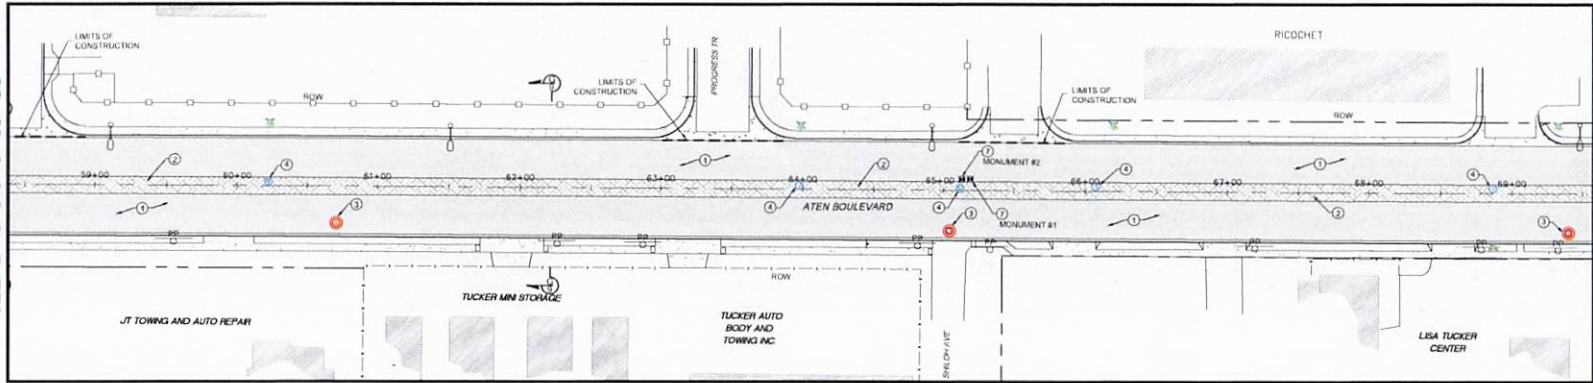 LIMITS OF
CONSTRUCTION
ROW
LIMITS OF
CONSTRUCTION
PROGRESS TR
LIMITS OF
CONSTRUCTION
RICOCHET
ROW
2
4
1
7
MONUMENT #2
2
4
1
4
59+00
60+00
61+00
62+00
63+00
64+00
65+00
66+00
67+00
68+00
69+00
1
3
4
ATEN BOULEVARD
4
3
7
MONUMENT #1
1
2
3
PP
PP
PP
PP
PP
PP
PP
PP
ROW
JT TOWING AND AUTO REPAIR
TUCKER MINI STORAGE
TUCKER AUTO
BODY AND
TOWING INC.
SHILOH AVE
LISA TUCKER
CENTER